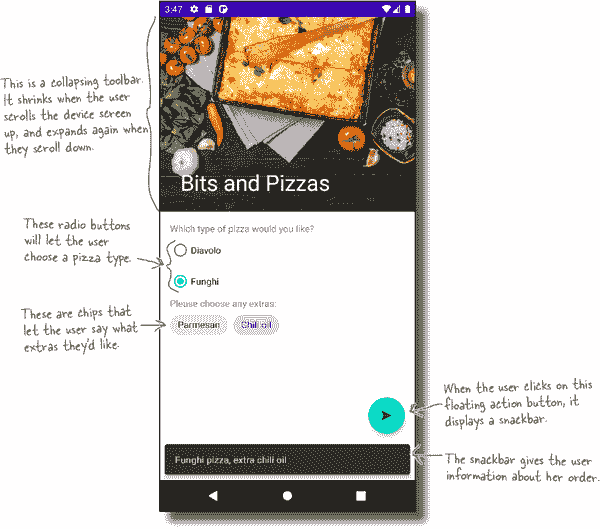 3:47
This is a collapsing toolbar.
It shrinks when the user
scrolls the device screen
up, and expands again when
they scroll down.
Bits and Pizzas
These radio buttons
will let the user
choose a pizza type.
Which type of pizza would you like?
Diavolo
Funghi
These are chips that
let the user say what
extras they'd like.
Please choose any extras:
Parmesan Chili oil
When the user clicks on this
floating action button, it
displays a snackbar.
Funghi pizza, extra chili oil
The snackbar gives the user
information about her order.